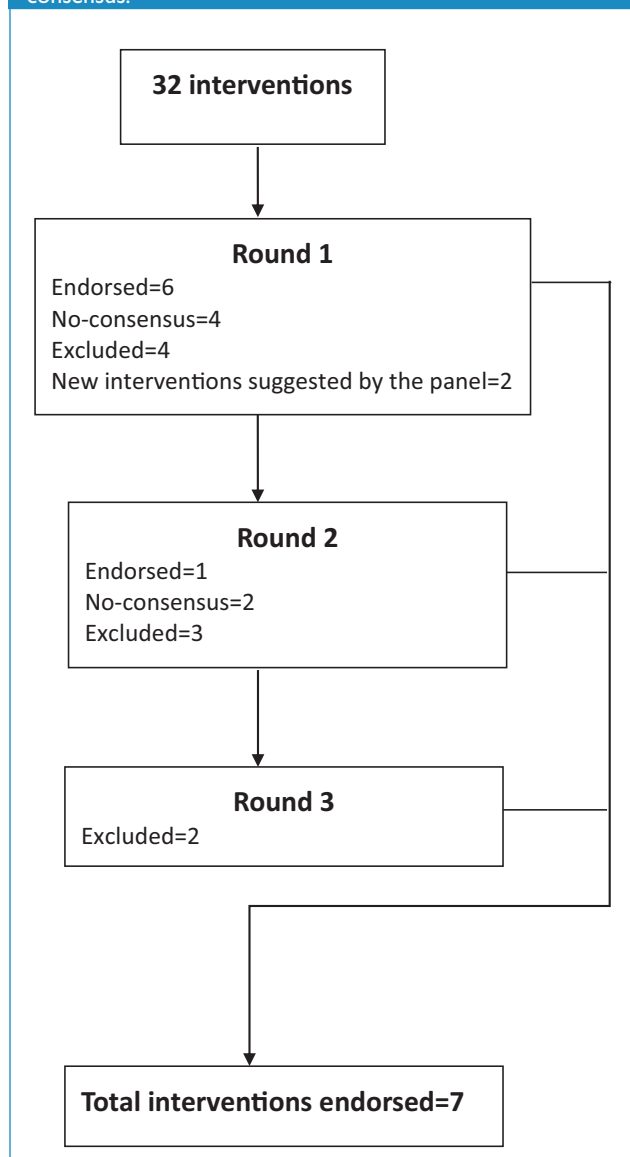 consensus.
32 interventions
Round 1
Endorsed=6
No-consensus=4
Excluded=4
New interventions suggested by the panel=2
Round 2
Endorsed=1
No-consensus=2
Excluded=3
Round 3
Excluded=2
Total interventions endorsed=7